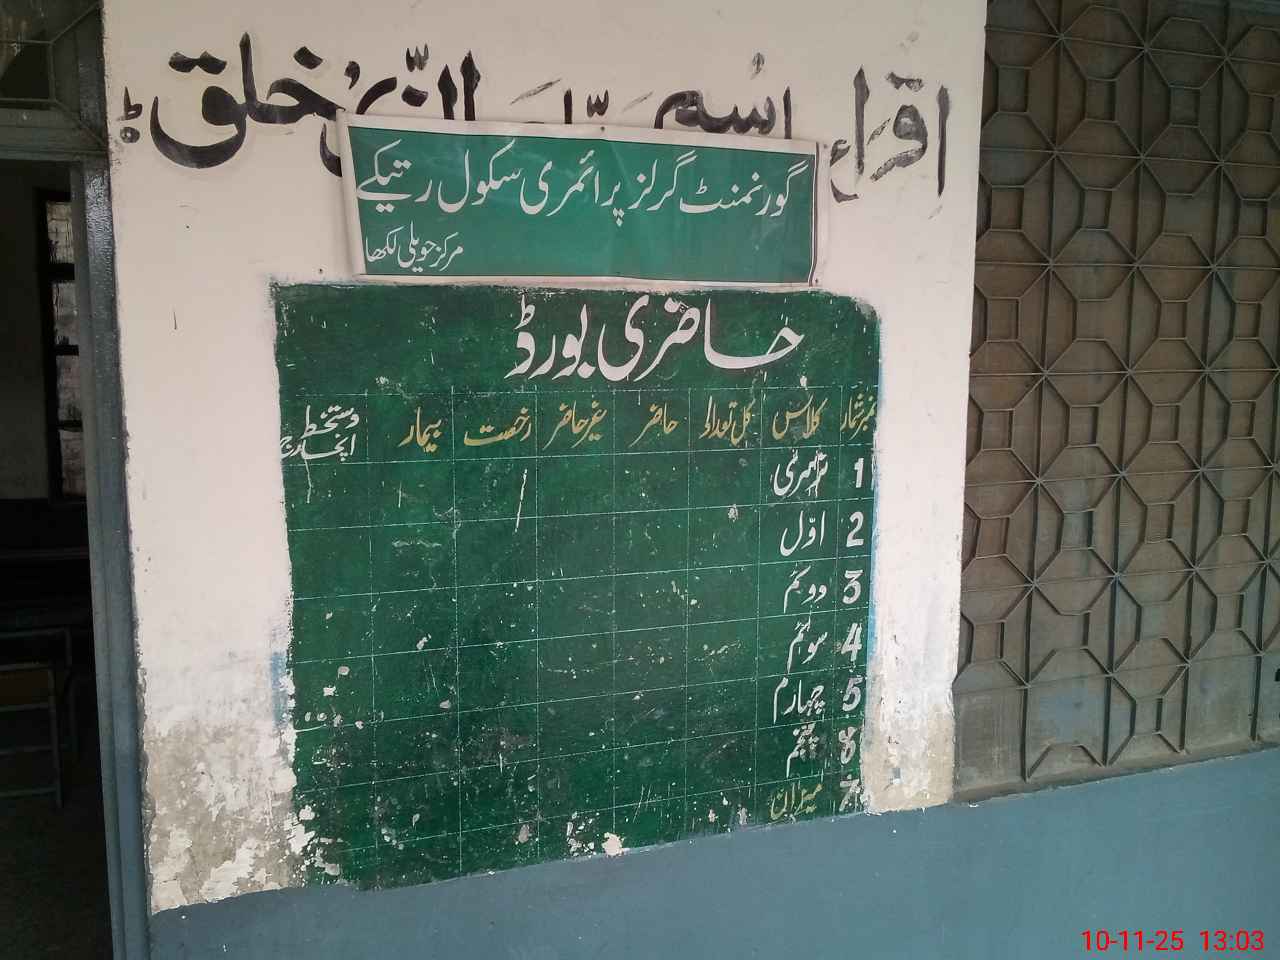 اقراء اسم ربک الذی خلق ط
گورنمنٹ گرلز پرائمری سکول رتیکے
مرکز حویلی لکھا
حاضری بورڈ
نمبر شمار کلاس کل تعداد حاضر غیر حاضر رخصت بیمار دستخط انچارج
1 نرسری
2 اوّل
3 دوئم
4 سوئم
5 چہارم
6 پنجم
7 میزان
10-11-25 13:03